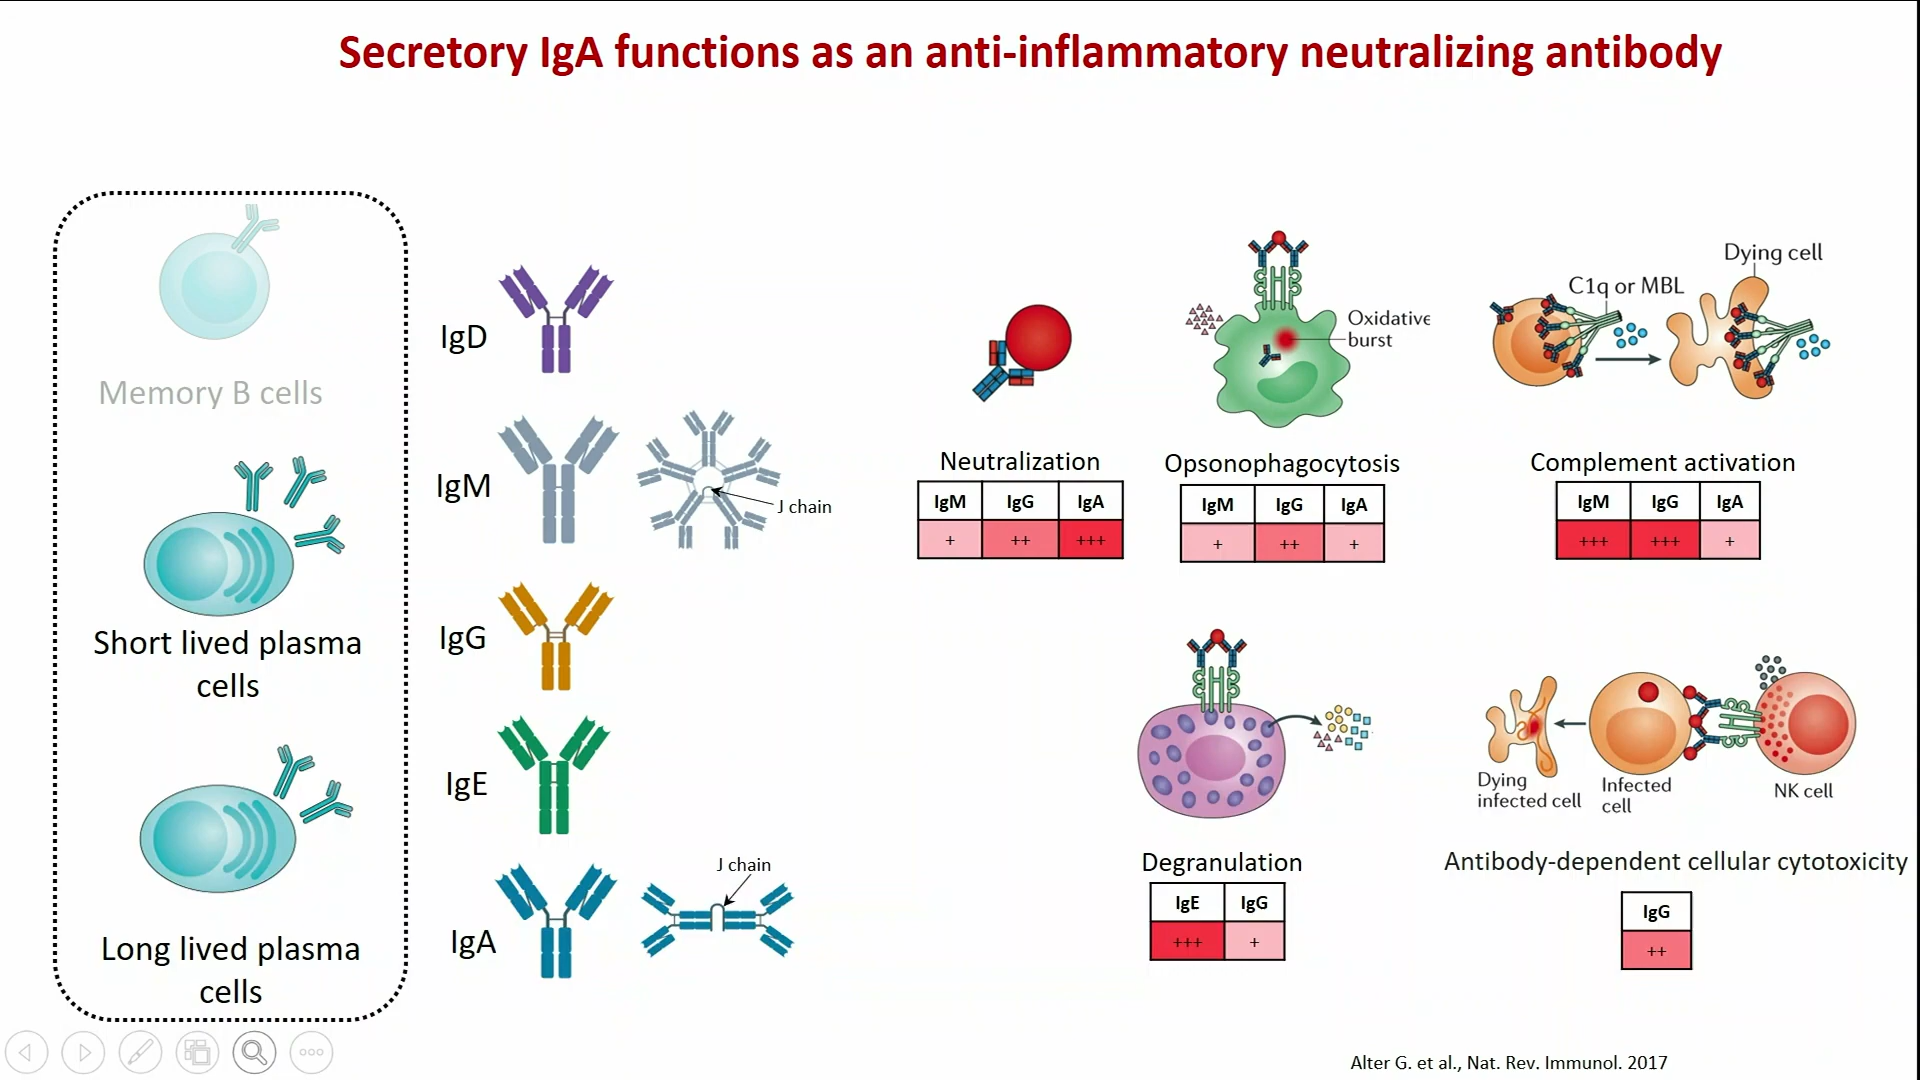 Secretory IgA functions as an anti-inflammatory neutralizing antibody
Memory B cells
Short lived plasma
cells
Long lived plasma
cells
IgD
IgM
J chain
IgG
IgE
IgA
J chain
Neutralization
IgM IgG IgA
+ ++ +++
Oxidative
burst
Opsonophagocytosis
IgM IgG IgA
+ ++ +
C1q or MBL
Dying cell
Complement activation
IgM IgG IgA
+++ +++ +
Degranulation
IgE IgG
+++ +
Dying
infected cell
Infected
cell
NK cell
Antibody-dependent cellular cytotoxicity
IgG
++
Alter G. et al., Nat. Rev. Immunol. 2017